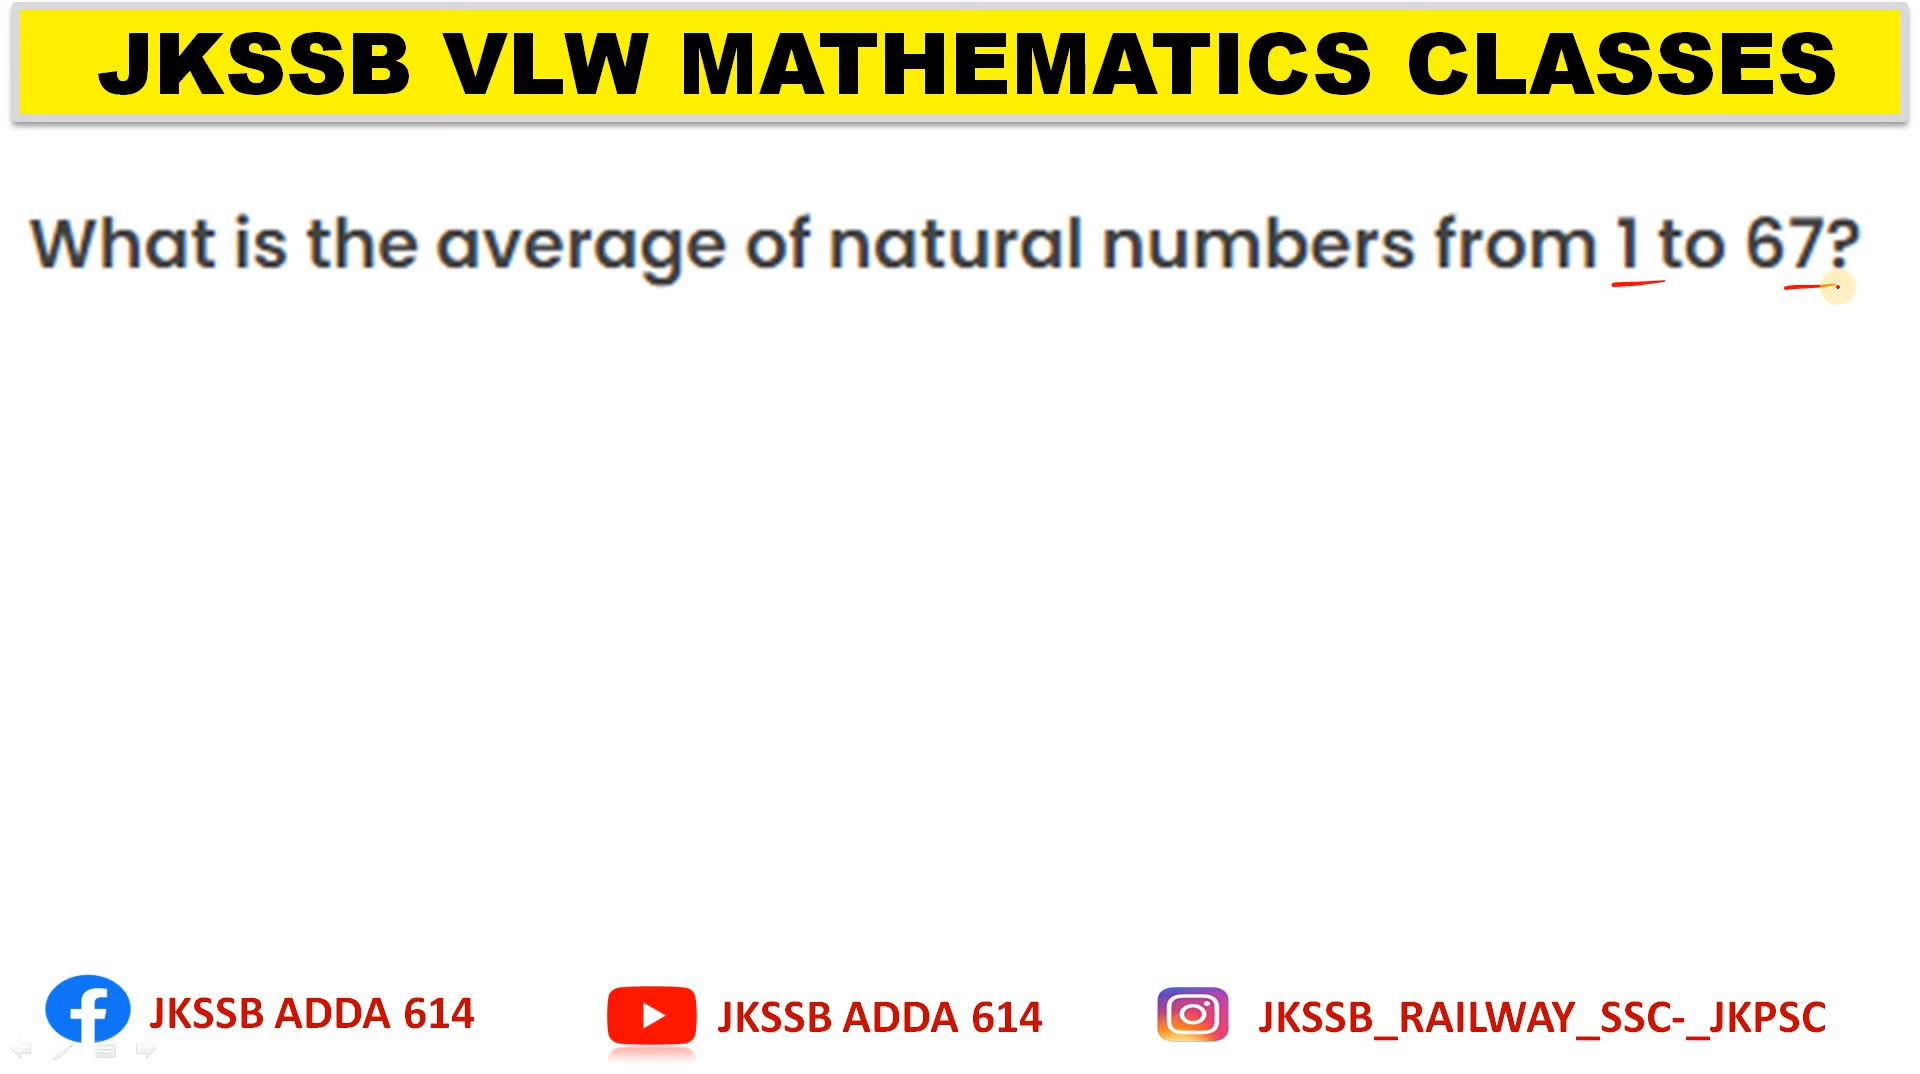 JKSSB VLW MATHEMATICS CLASSES
What is the average of natural numbers from 1 to 67?
JKSSB ADDA 614
JKSSB ADDA 614
JKSSB_RAILWAY_SSC-_JKPSC